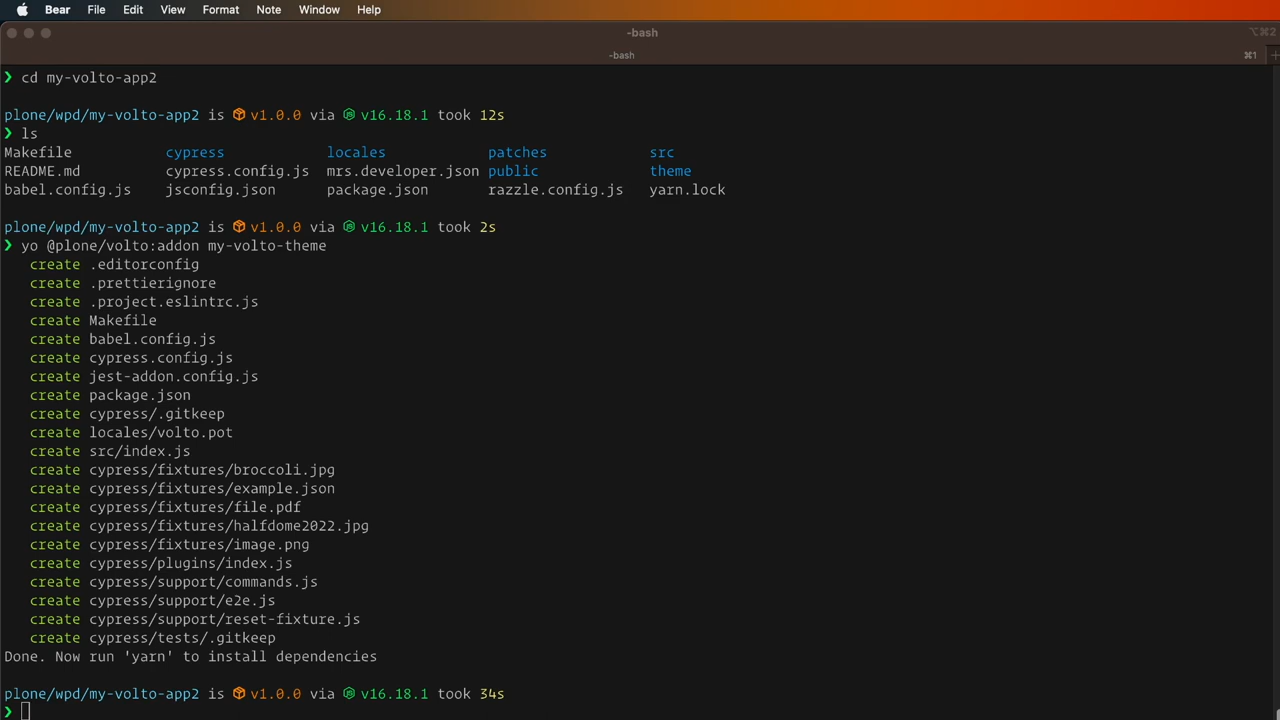 Bear File Edit View Format Note Window Help
-bash
⌥⌘2
-bash
⌘1
❯ cd my-volto-app2
plone/wpd/my-volto-app2 is v1.0.0 via v16.18.1 took 12s
❯ ls
Makefile cypress locales patches src
README.md cypress.config.js mrs.developer.json public theme
babel.config.js jsconfig.json package.json razzle.config.js yarn.lock
plone/wpd/my-volto-app2 is v1.0.0 via v16.18.1 took 2s
❯ yo @plone/volto:addon my-volto-theme
create .editorconfig
create .prettierignore
create .project.eslintrc.js
create Makefile
create babel.config.js
create cypress.config.js
create jest-addon.config.js
create package.json
create cypress/.gitkeep
create locales/volto.pot
create src/index.js
create cypress/fixtures/broccoli.jpg
create cypress/fixtures/example.json
create cypress/fixtures/file.pdf
create cypress/fixtures/halfdome2022.jpg
create cypress/fixtures/image.png
create cypress/plugins/index.js
create cypress/support/commands.js
create cypress/support/e2e.js
create cypress/support/reset-fixture.js
create cypress/tests/.gitkeep
Done. Now run 'yarn' to install dependencies
plone/wpd/my-volto-app2 is v1.0.0 via v16.18.1 took 34s
❯